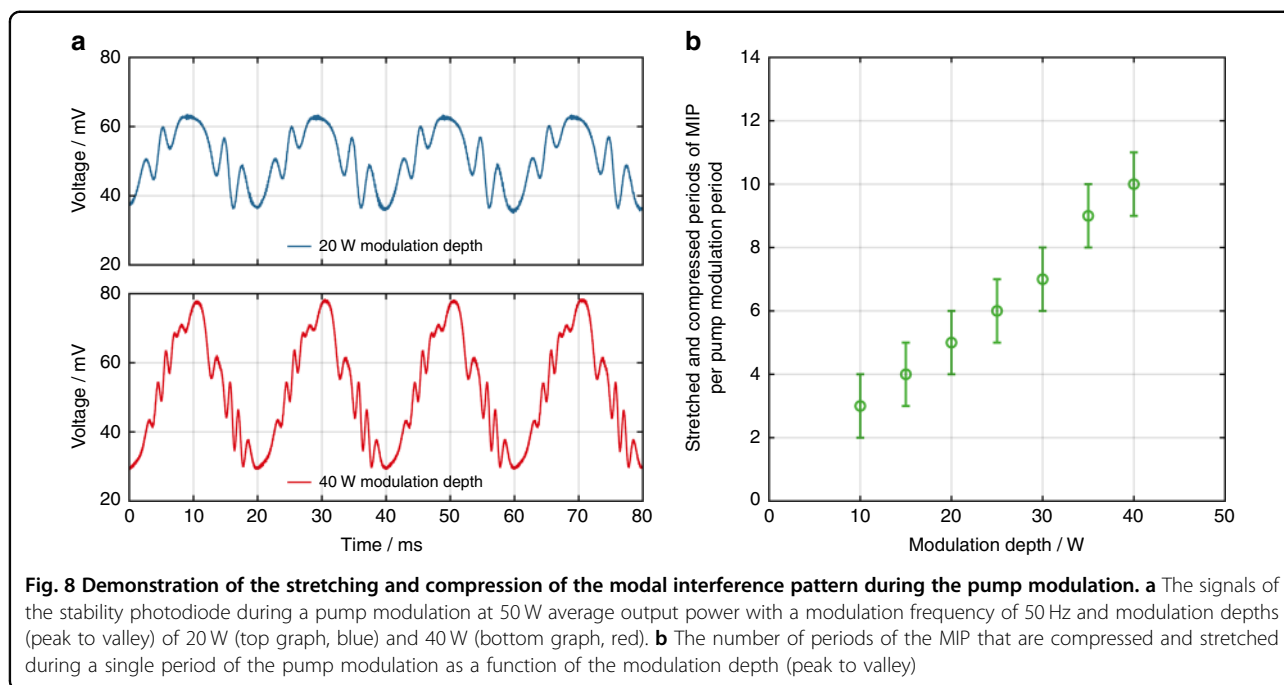 a
80
60
40
20
Voltage / mV
20 W modulation depth
80
60
40
20
Voltage / mV
40 W modulation depth
0 10 20 30 40 50 60 70 80
Time / ms
b
14
12
10
8
6
4
2
0
Stretched and compressed periods of MIP
per pump modulation period
0 10 20 30 40 50
Modulation depth / W
Fig. 8 Demonstration of the stretching and compression of the modal interference pattern during the pump modulation. a The signals of
the stability photodiode during a pump modulation at 50 W average output power with a modulation frequency of 50 Hz and modulation depths
(peak to valley) of 20 W (top graph, blue) and 40 W (bottom graph, red). b The number of periods of the MIP that are compressed and stretched
during a single period of the pump modulation as a function of the modulation depth (peak to valley)